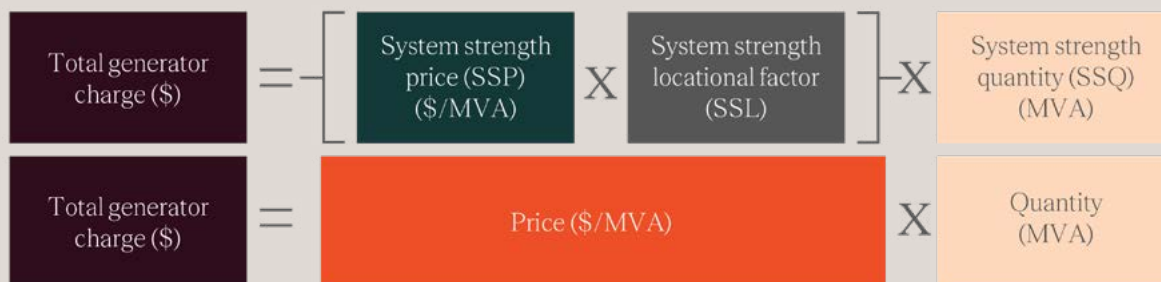 Total generator
charge ($)
=
System strength
price (SSP)
($/MVA)
X
System strength
locational factor
(SSL)
X
System strength
quantity (SSQ)
(MVA)
Total generator
charge ($)
=
Price ($/MVA)
X
Quantity
(MVA)